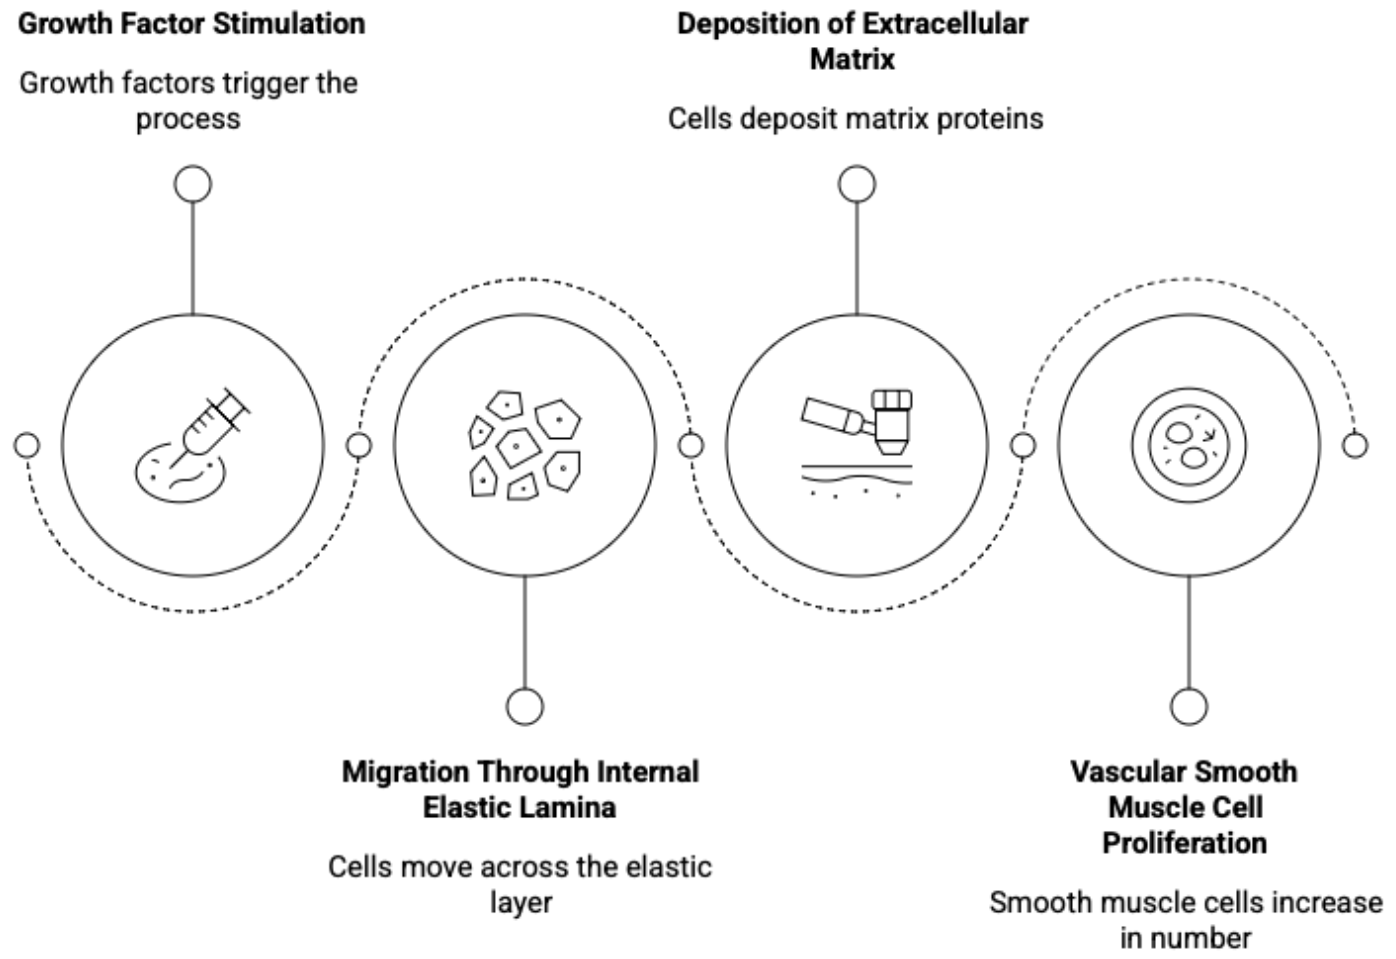 Growth Factor Stimulation
Growth factors trigger the
process
Deposition of Extracellular
Matrix
Cells deposit matrix proteins
Migration Through Internal
Elastic Lamina
Cells move across the elastic
layer
Vascular Smooth
Muscle Cell
Proliferation
Smooth muscle cells increase
in number